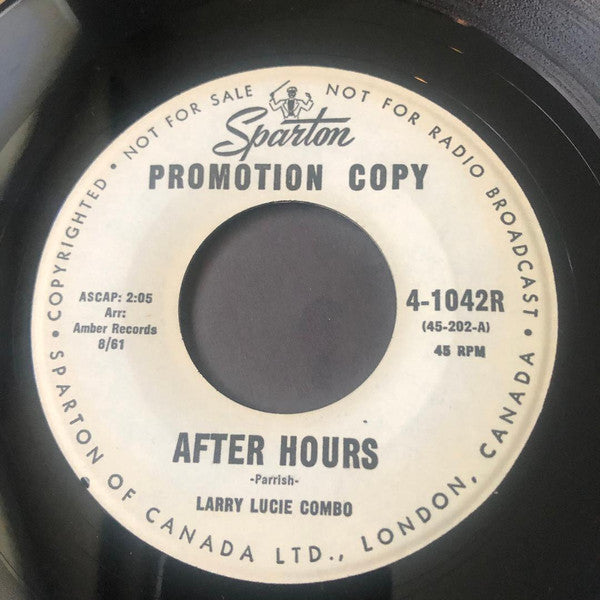 Sparton
PROMOTION COPY
ASCAP: 2:05
Arr:
Amber Records
8/61
4-1042R
(45-202-A)
45 RPM
AFTER HOURS
-Parrish-
LARRY LUCIE COMBO
• COPYRIGHTED • NOT FOR SALE NOT FOR RADIO BROADCAST •
SPARTON OF CANADA LTD., LONDON, CANADA